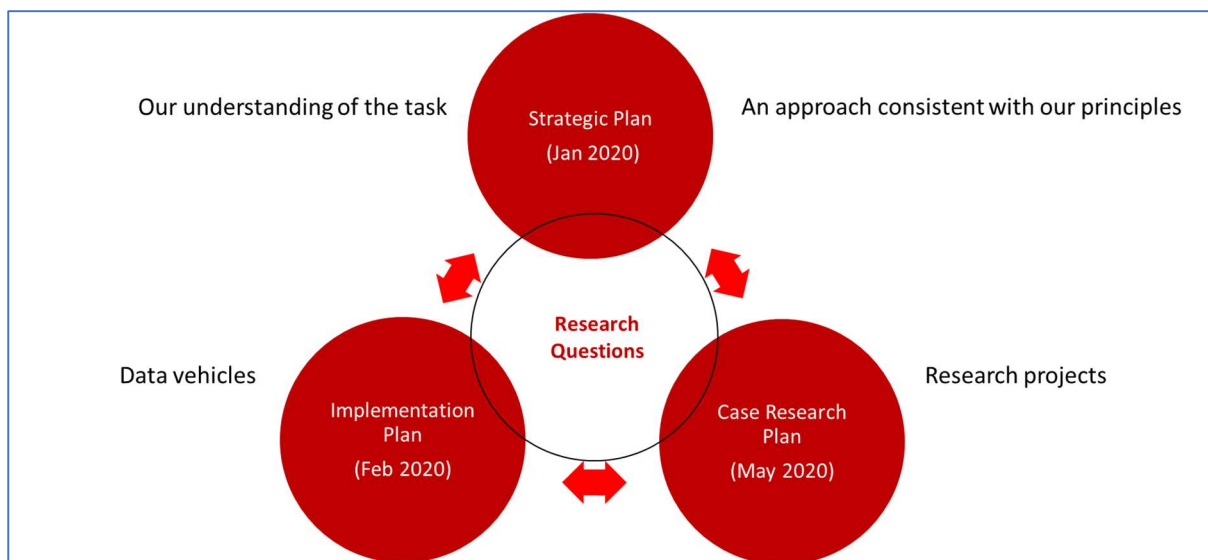 Our understanding of the task
Strategic Plan
(Jan 2020)
An approach consistent with our principles
Research
Questions
Data vehicles
Implementation
Plan
(Feb 2020)
Case Research
Plan
(May 2020)
Research projects